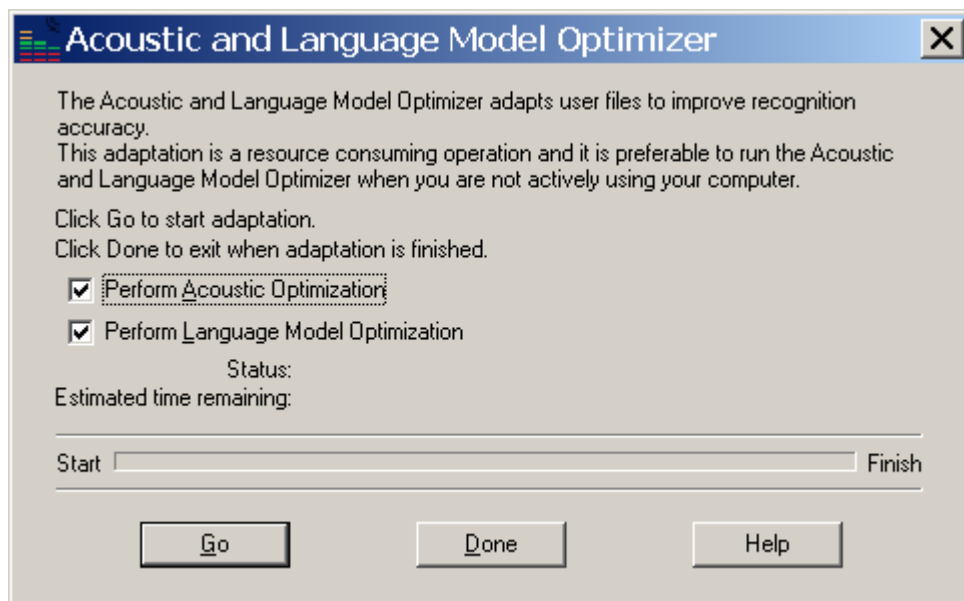 Acoustic and Language Model Optimizer
The Acoustic and Language Model Optimizer adapts user files to improve recognition
accuracy.
This adaptation is a resource consuming operation and it is preferable to run the Acoustic
and Language Model Optimizer when you are not actively using your computer.
Click Go to start adaptation.
Click Done to exit when adaptation is finished.
Perform Acoustic Optimization
Perform Language Model Optimization
Status:
Estimated time remaining:
Start Finish
Go Done Help